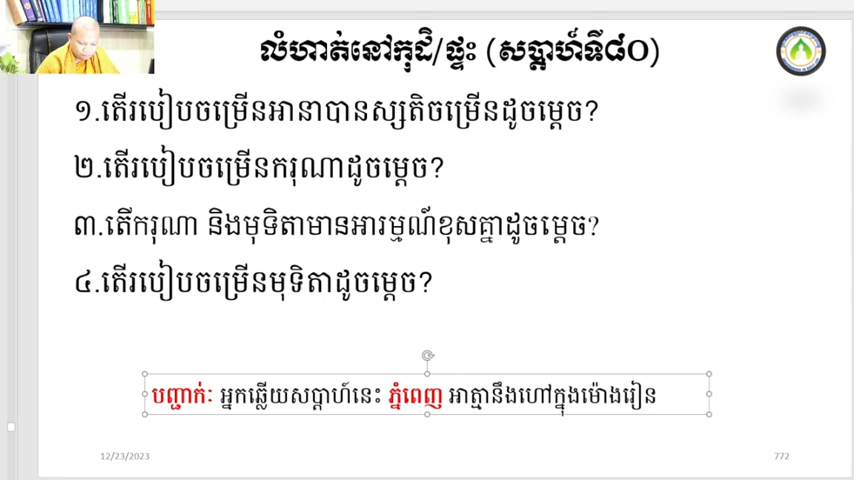 លំហាត់នៅកុដិ/ផ្ទះ (សប្តាហ៍ទី៨០)
១.តើរបៀបចម្រើនអានាបានស្សតិចម្រើនដូចម្តេច?
២.តើរបៀបចម្រើនករុណាដូចម្តេច?
៣.តើករុណា និងមុទិតាមានអារម្មណ៍ខុសគ្នាដូចម្តេច?
៤.តើរបៀបចម្រើនមុទិតាដូចម្តេច?
បញ្ជាក់ៈ អ្នកឆ្លើយសប្តាហ៍នេះ ភ្នំពេញ អាត្មានឹងហៅក្នុងម៉ោងរៀន
12/23/2023
772